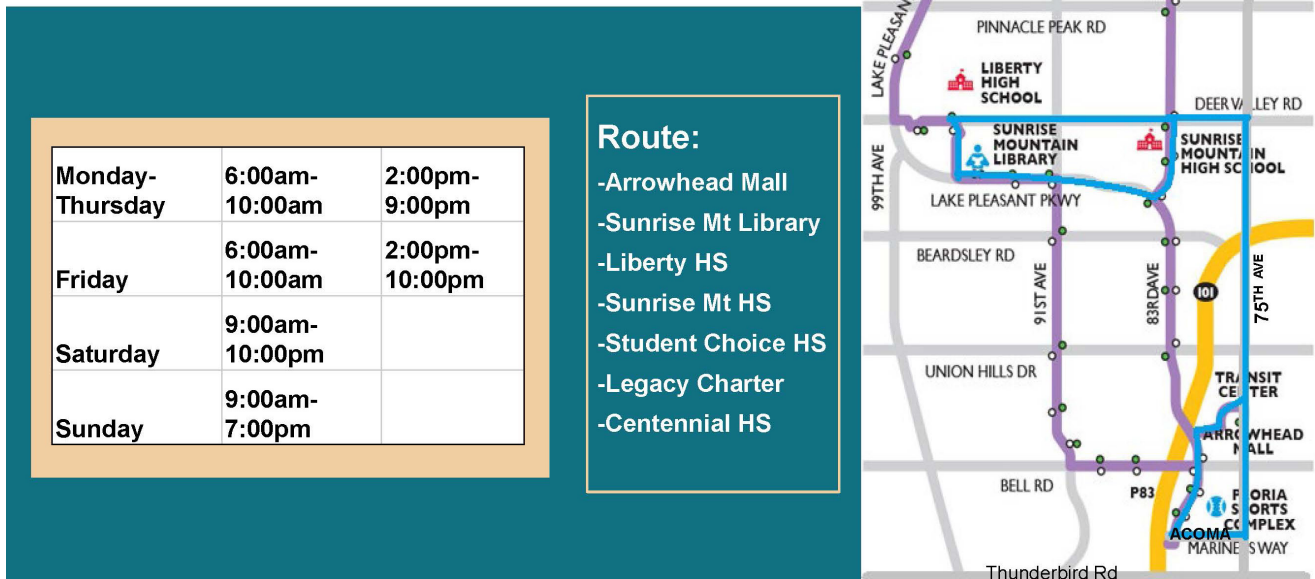 Monday-
Thursday
6:00am-
10:00am
2:00pm-
9:00pm
Friday
6:00am-
10:00am
2:00pm-
10:00pm
Saturday
9:00am-
10:00pm
Sunday
9:00am-
7:00pm
Route:
-Arrowhead Mall
-Sunrise Mt Library
-Liberty HS
-Sunrise Mt HS
-Student Choice HS
-Legacy Charter
-Centennial HS
LAKE PLEASAN
PINNACLE PEAK RD
LIBERTY
HIGH
SCHOOL
DEER VALLEY RD
SUNRISE
MOUNTAIN
LIBRARY
SUNRISE
MOUNTAIN
HIGH SCHOOL
99TH AVE
LAKE PLEASANT PKWY
BEARDSLEY RD
91ST AVE
83RDAVE
101
75TH AVE
UNION HILLS DR
TRANSIT
CENTER
ARROWHEAD
MALL
BELL RD
P83
PEORIA
SPORTS
COMPLEX
ACOMA
MARINERS WAY
Thunderbird Rd